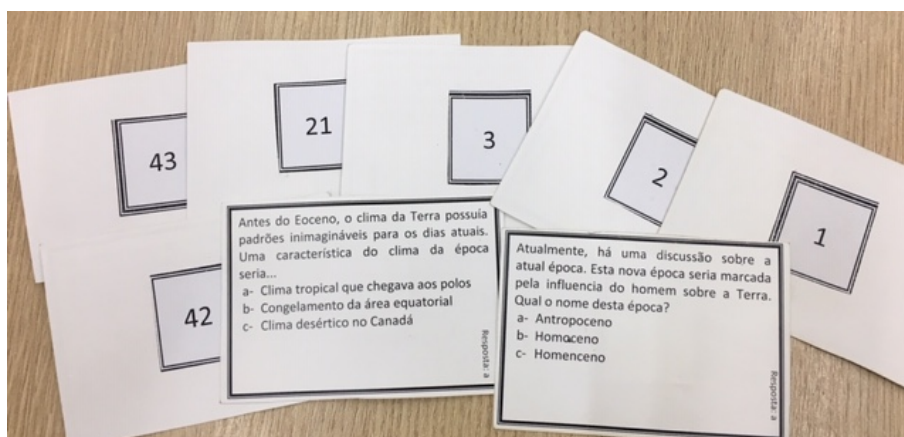 43
21
3
2
1
42
Antes do Eoceno, o clima da Terra possuía
padrões inimagináveis para os dias atuais.
Uma característica do clima da época
seria...
a- Clima tropical que chegava aos polos
b- Congelamento da área equatorial
c- Clima desértico no Canadá
Resposta: a
Atualmente, há uma discussão sobre a
atual época. Esta nova época seria marcada
pela influencia do homem sobre a Terra.
Qual o nome desta época?
a- Antropoceno
b- Homoceno
c- Homenceno
Resposta: a